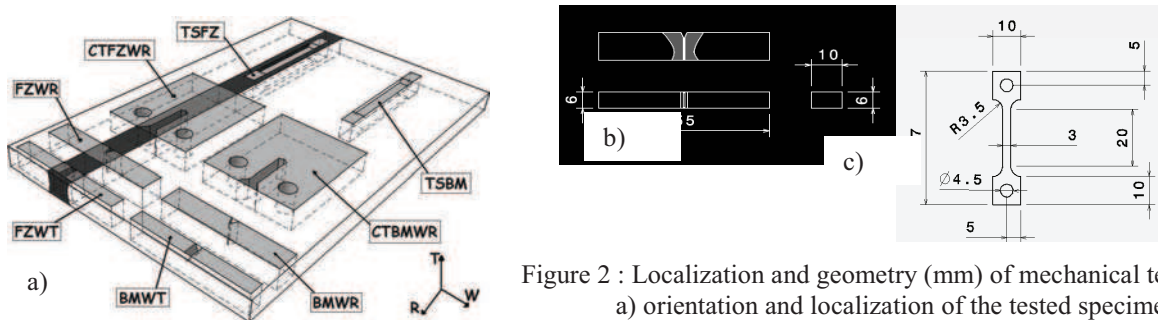 TSFZ
CTFZWR
FZWR
TSBM
FZWT
CTBMWR
BMWT
BMWR
T
W
R
a)
10
6
6
b)
55
c)
10
5
R3.5
7
3
20
Ø4.5
10
5
Figure 2 : Localization and geometry (mm) of mechanical te
a) orientation and localization of the tested specime